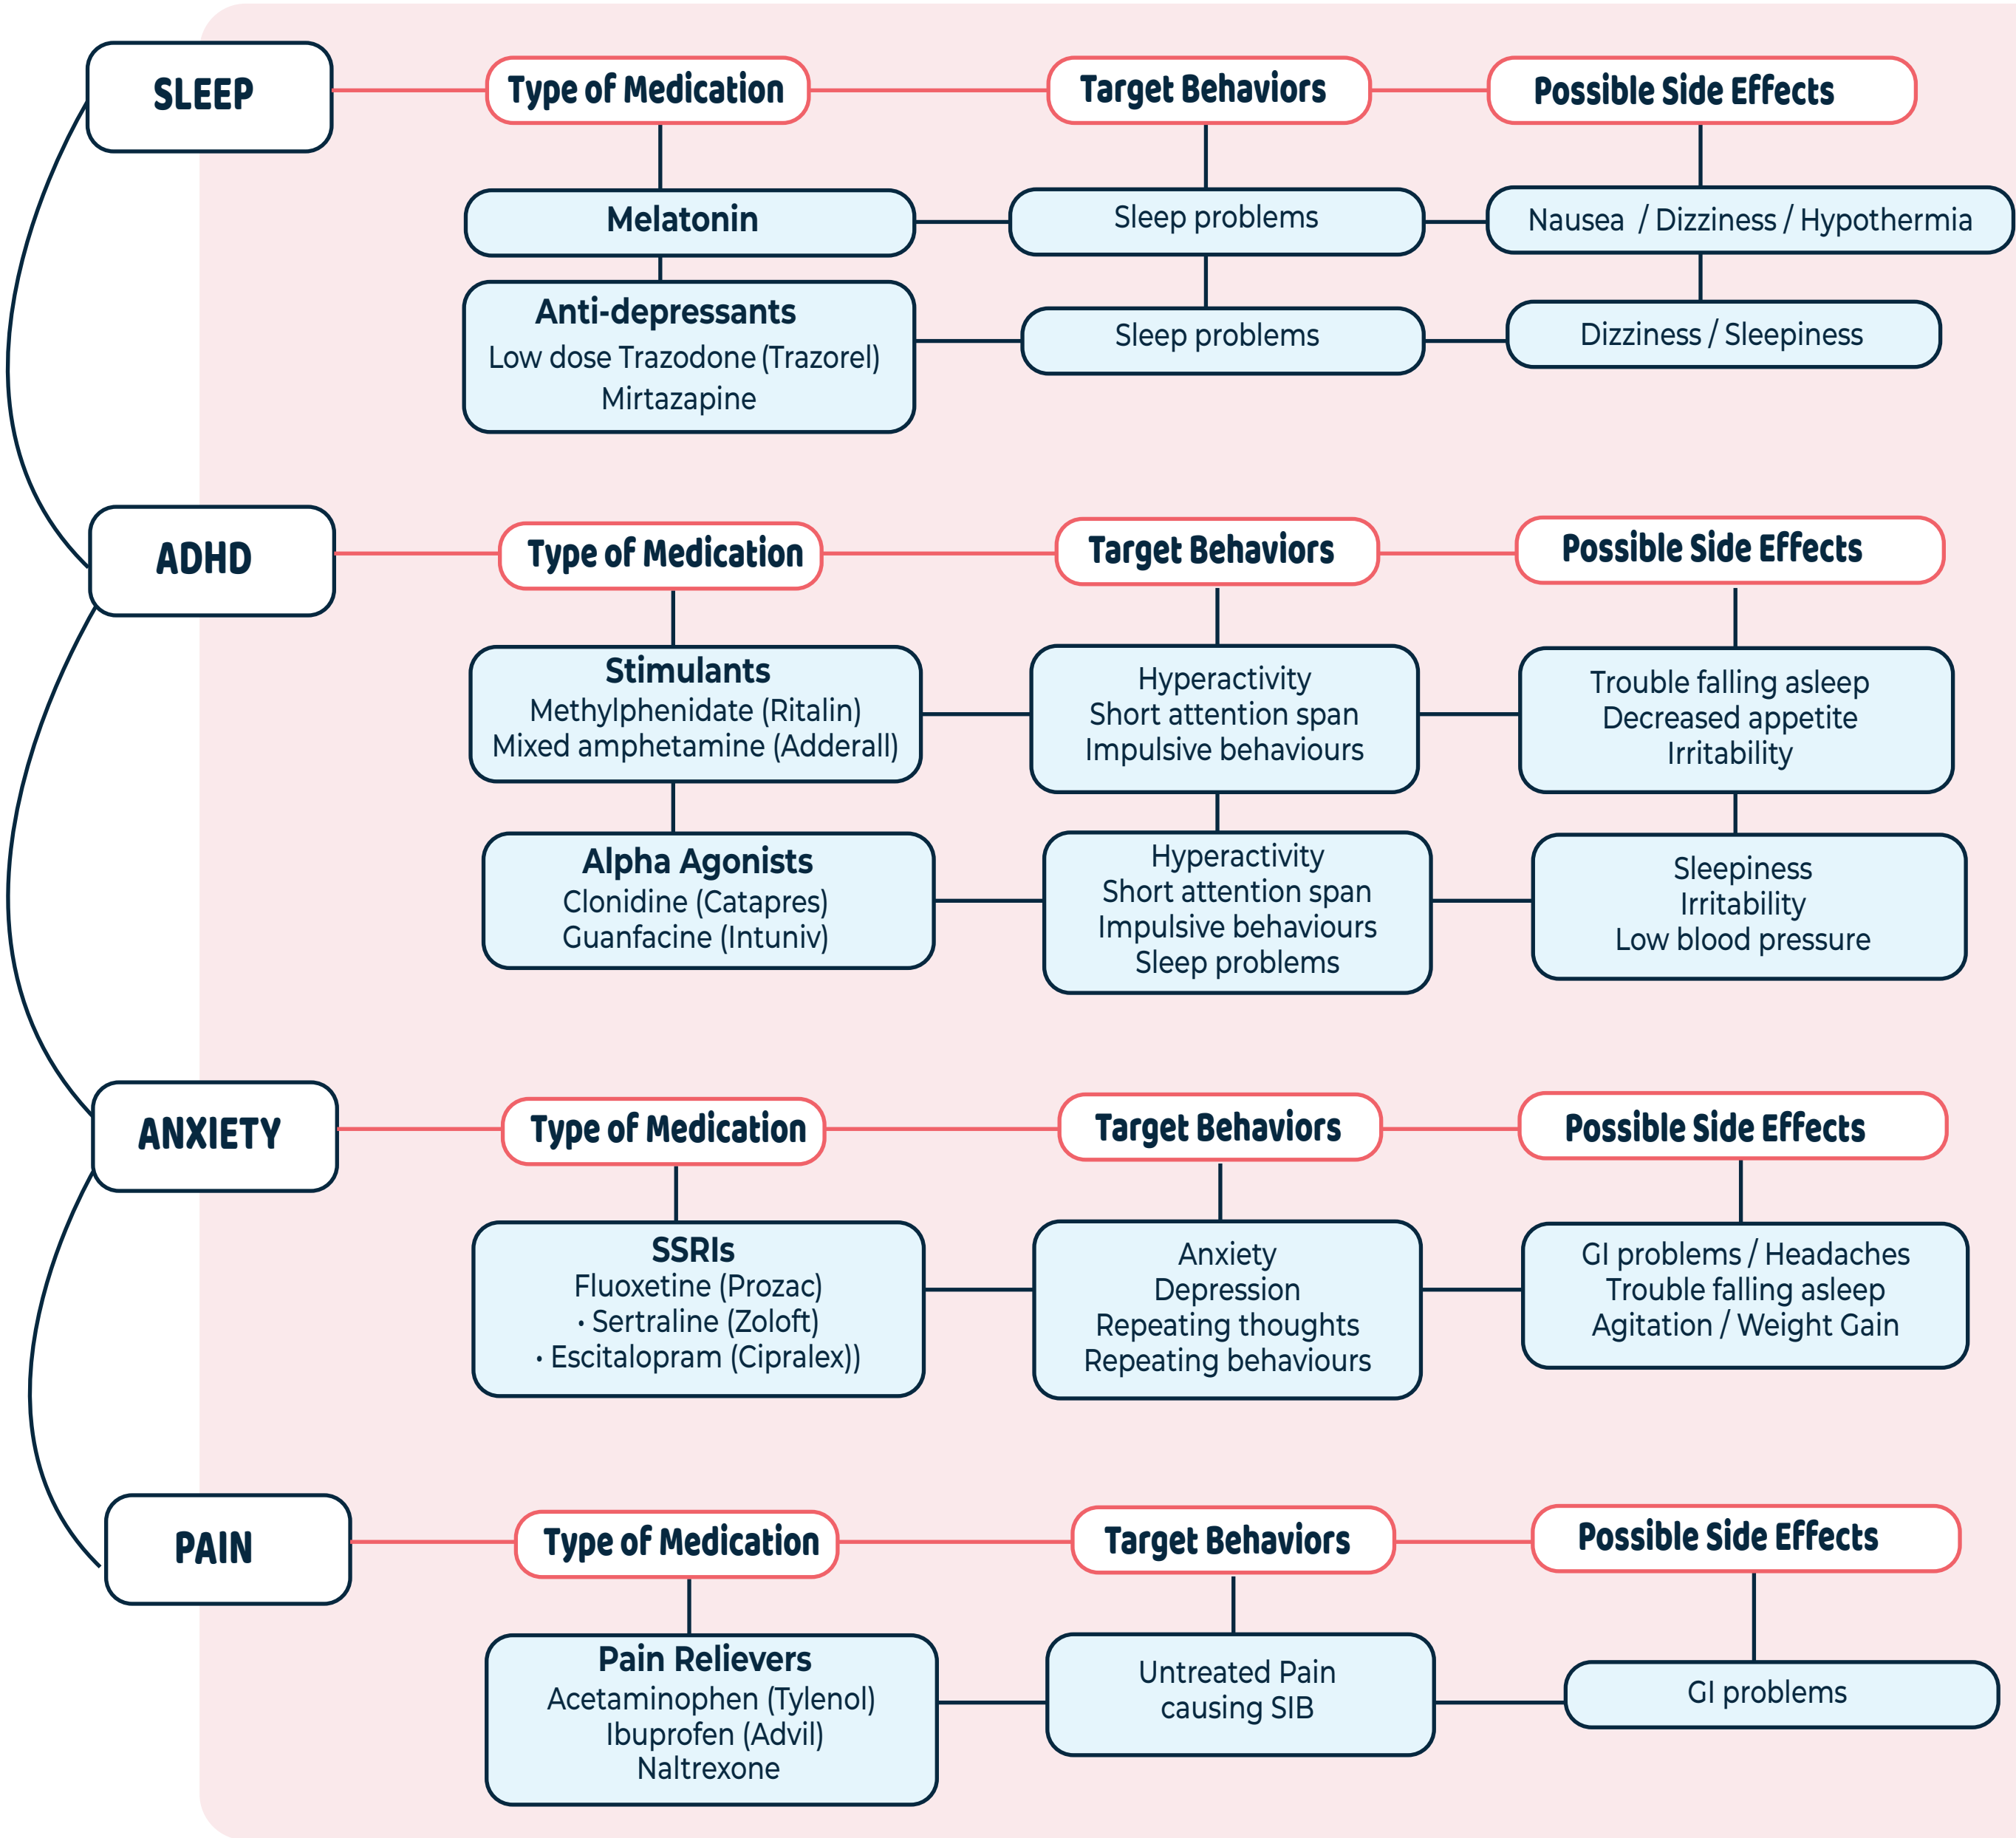 SLEEP
Type of Medication
Target Behaviors
Possible Side Effects
Melatonin
Sleep problems
Nausea / Dizziness / Hypothermia
Anti-depressants
Low dose Trazodone (Trazorel)
Mirtazapine
Sleep problems
Dizziness / Sleepiness
ADHD
Type of Medication
Target Behaviors
Possible Side Effects
Stimulants
Methylphenidate (Ritalin)
Mixed amphetamine (Adderall)
Hyperactivity
Short attention span
Impulsive behaviours
Trouble falling asleep
Decreased appetite
Irritability
Alpha Agonists
Clonidine (Catapres)
Guanfacine (Intuniv)
Hyperactivity
Short attention span
Impulsive behaviours
Sleep problems
Sleepiness
Irritability
Low blood pressure
ANXIETY
Type of Medication
Target Behaviors
Possible Side Effects
SSRIs
Fluoxetine (Prozac)
• Sertraline (Zoloft)
• Escitalopram (Cipralex))
Anxiety
Depression
Repeating thoughts
Repeating behaviours
GI problems / Headaches
Trouble falling asleep
Agitation / Weight Gain
PAIN
Type of Medication
Target Behaviors
Possible Side Effects
Pain Relievers
Acetaminophen (Tylenol)
Ibuprofen (Advil)
Naltrexone
Untreated Pain
causing SIB
GI problems